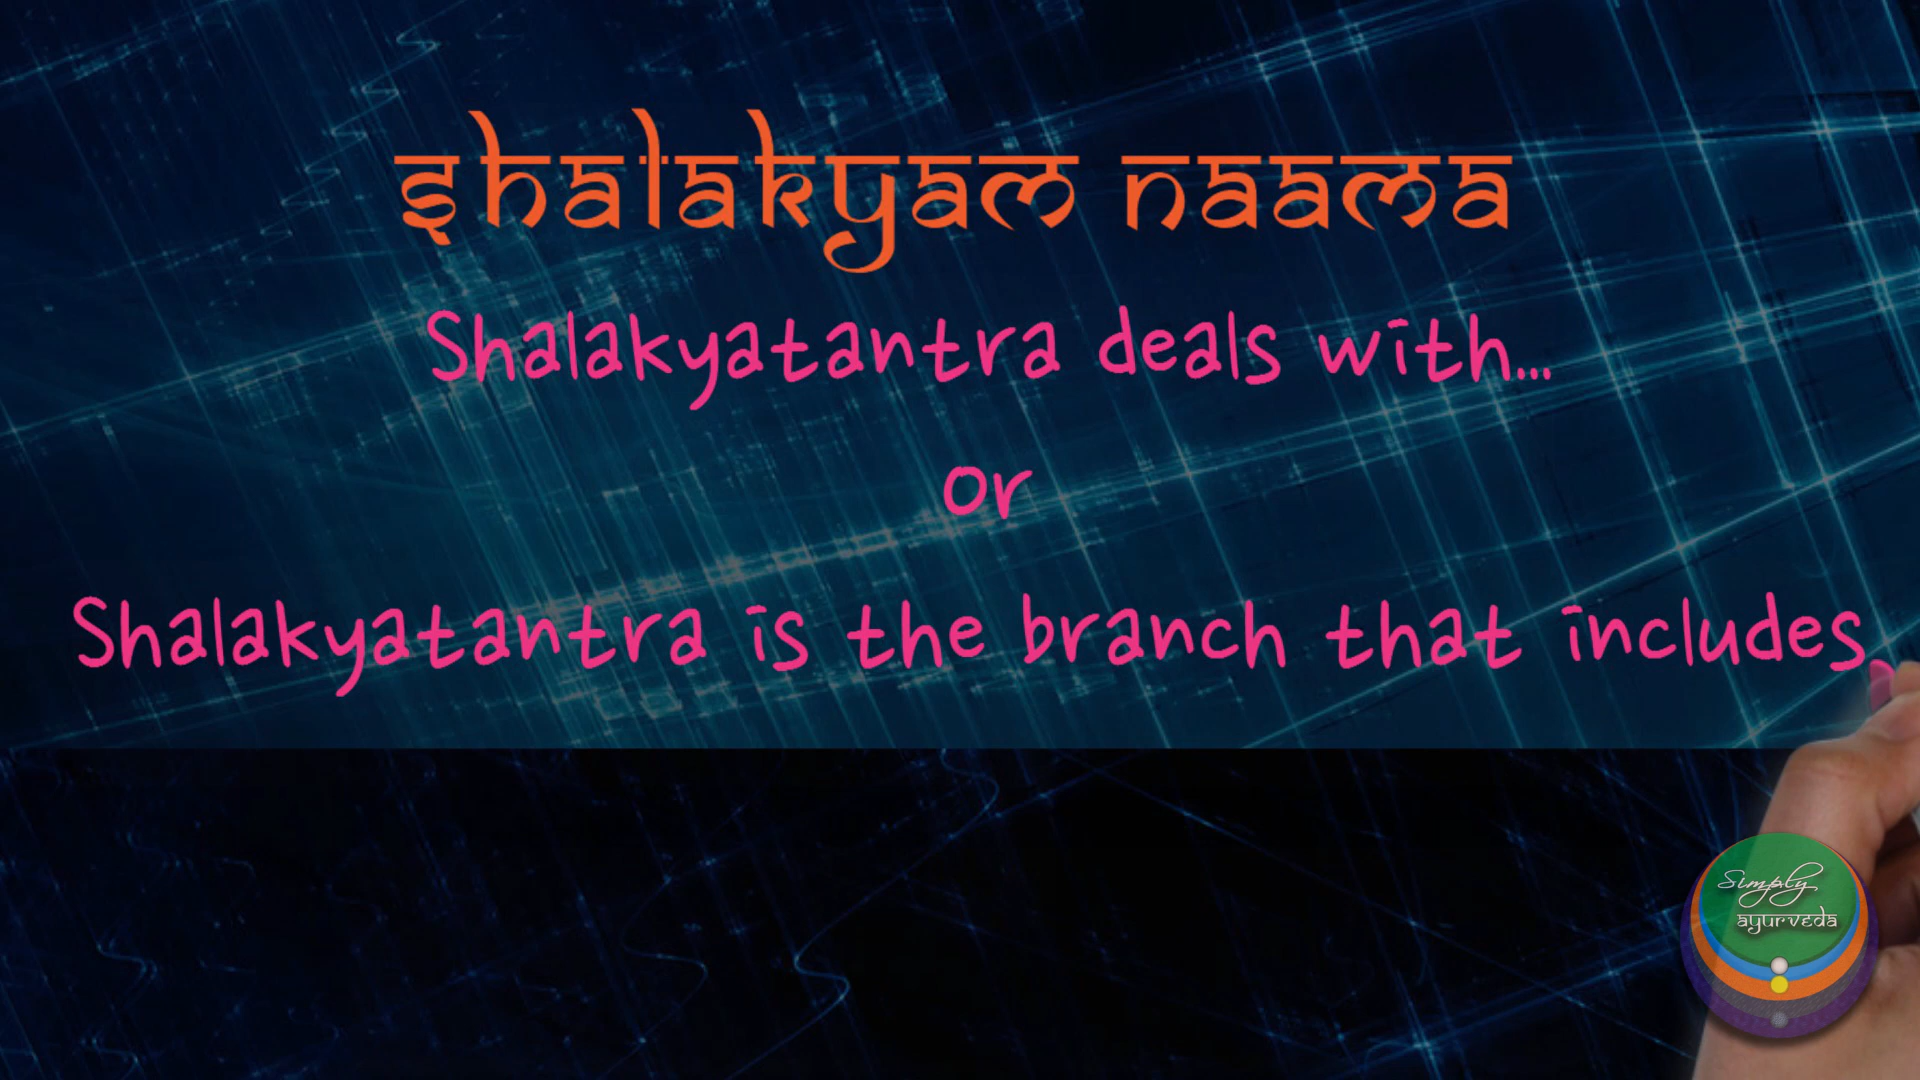 Shalakyam Naama
Shalakyatantra deals with...
or
Shalakyatantra is the branch that includes
Simply
ayurveda